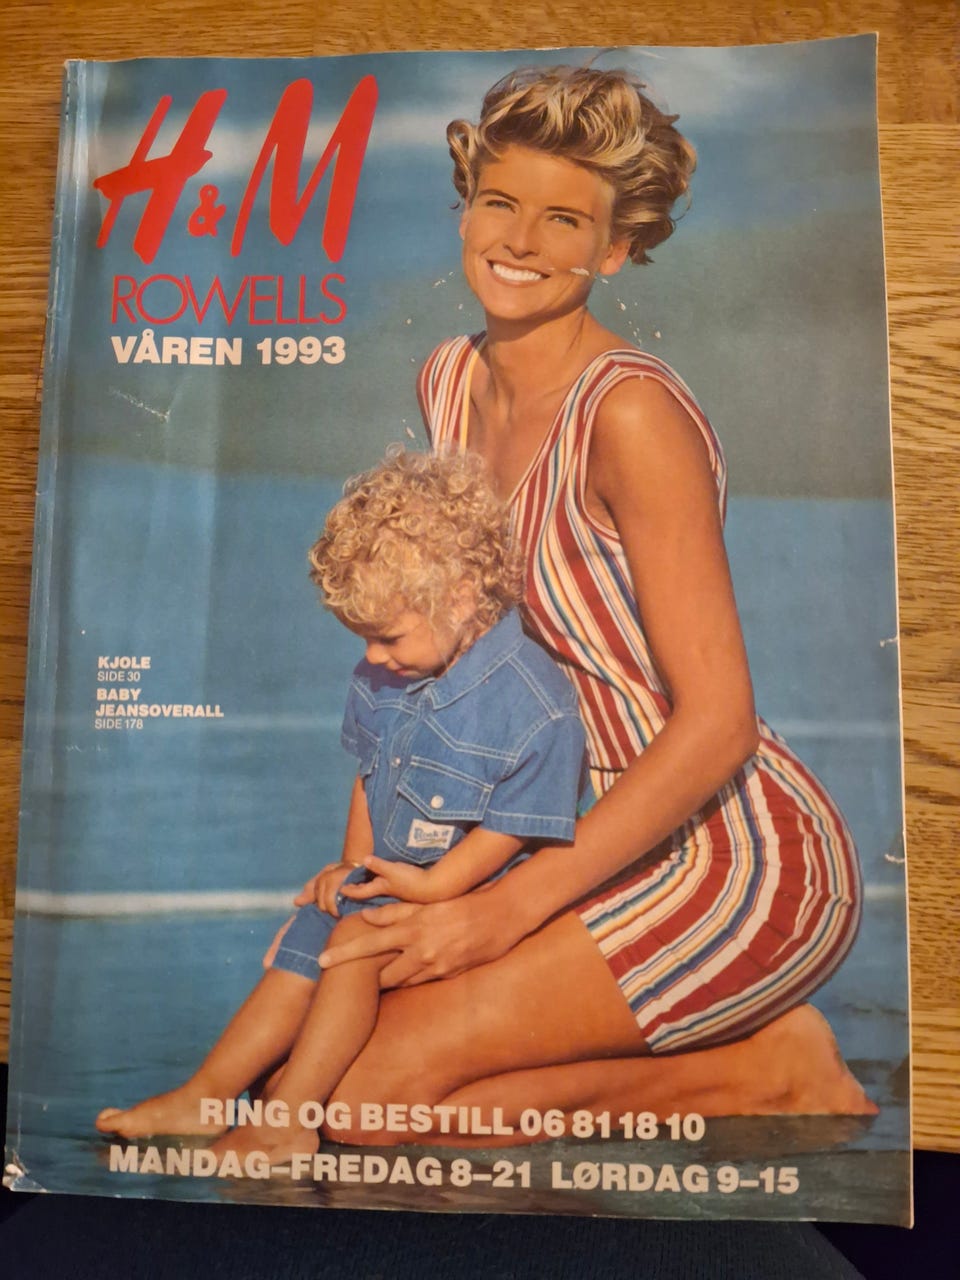 H&M
ROWELLS
VÅREN 1993
KJOLE
SIDE 30
BABY
JEANSOVERALL
SIDE 178
RING OG BESTILL 06 81 18 10
MANDAG–FREDAG 8–21 LØRDAG 9–15